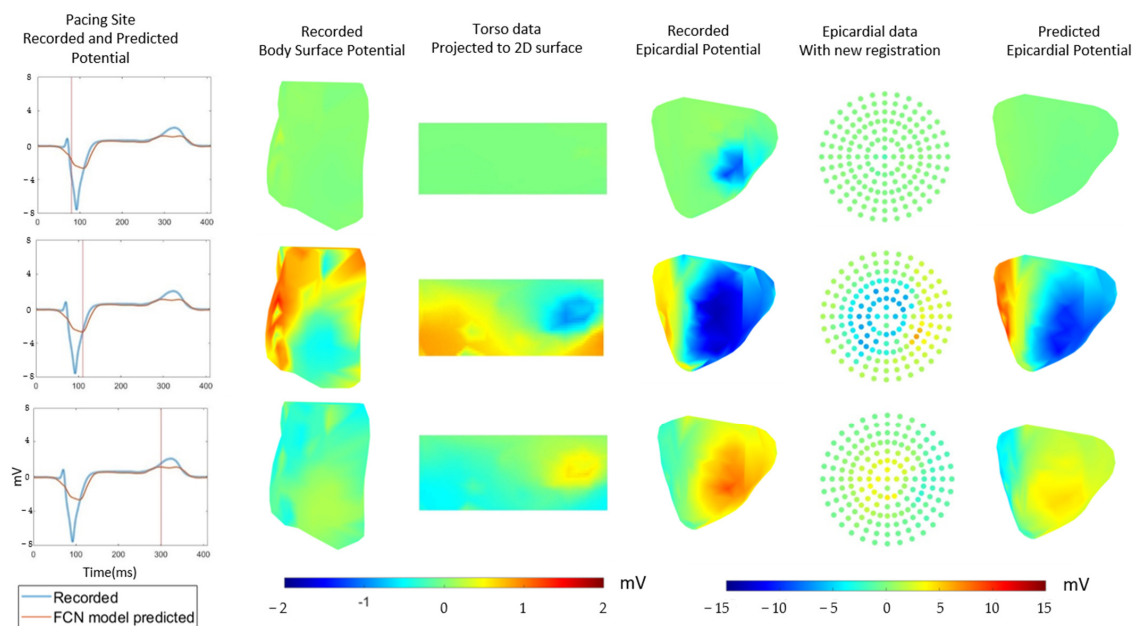 Pacing Site
Recorded and Predicted
Potential
Recorded
Body Surface Potential
Torso data
Projected to 2D surface
Recorded
Epicardial Potential
Epicardial data
With new registration
Predicted
Epicardial Potential
8
4
0
-4
-8
0 100 200 300 400
8
4
0
-4
-8
0 100 200 300 400
8
4
0
mV
-4
-8
0 100 200 300 400
Time(ms)
Recorded
FCN model predicted
mV
-2 -1 0 1 2
mV
-15 -10 -5 0 5 10 15